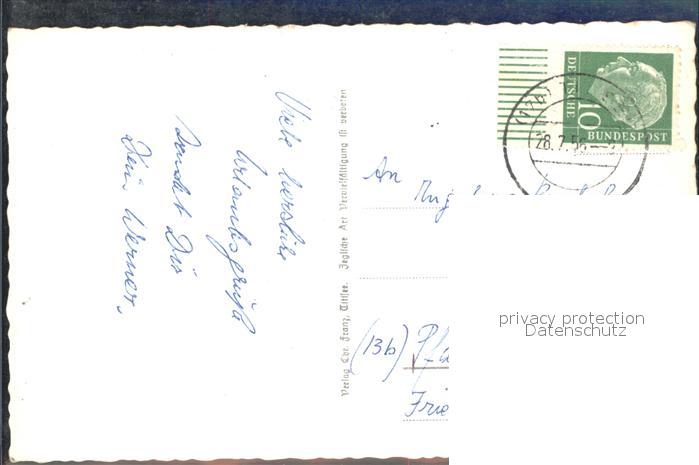 Viele herzliche
Urlaubsgrüße
sendet Dir
Dein Werner.
Verlag Chr. Franz, Titisee. Jegliche Art Vervielfältigung ist verboten
DEUTSCHE
10
BUNDESPOST
28.7.56
An
(13b)
privacy protection
Datenschutz